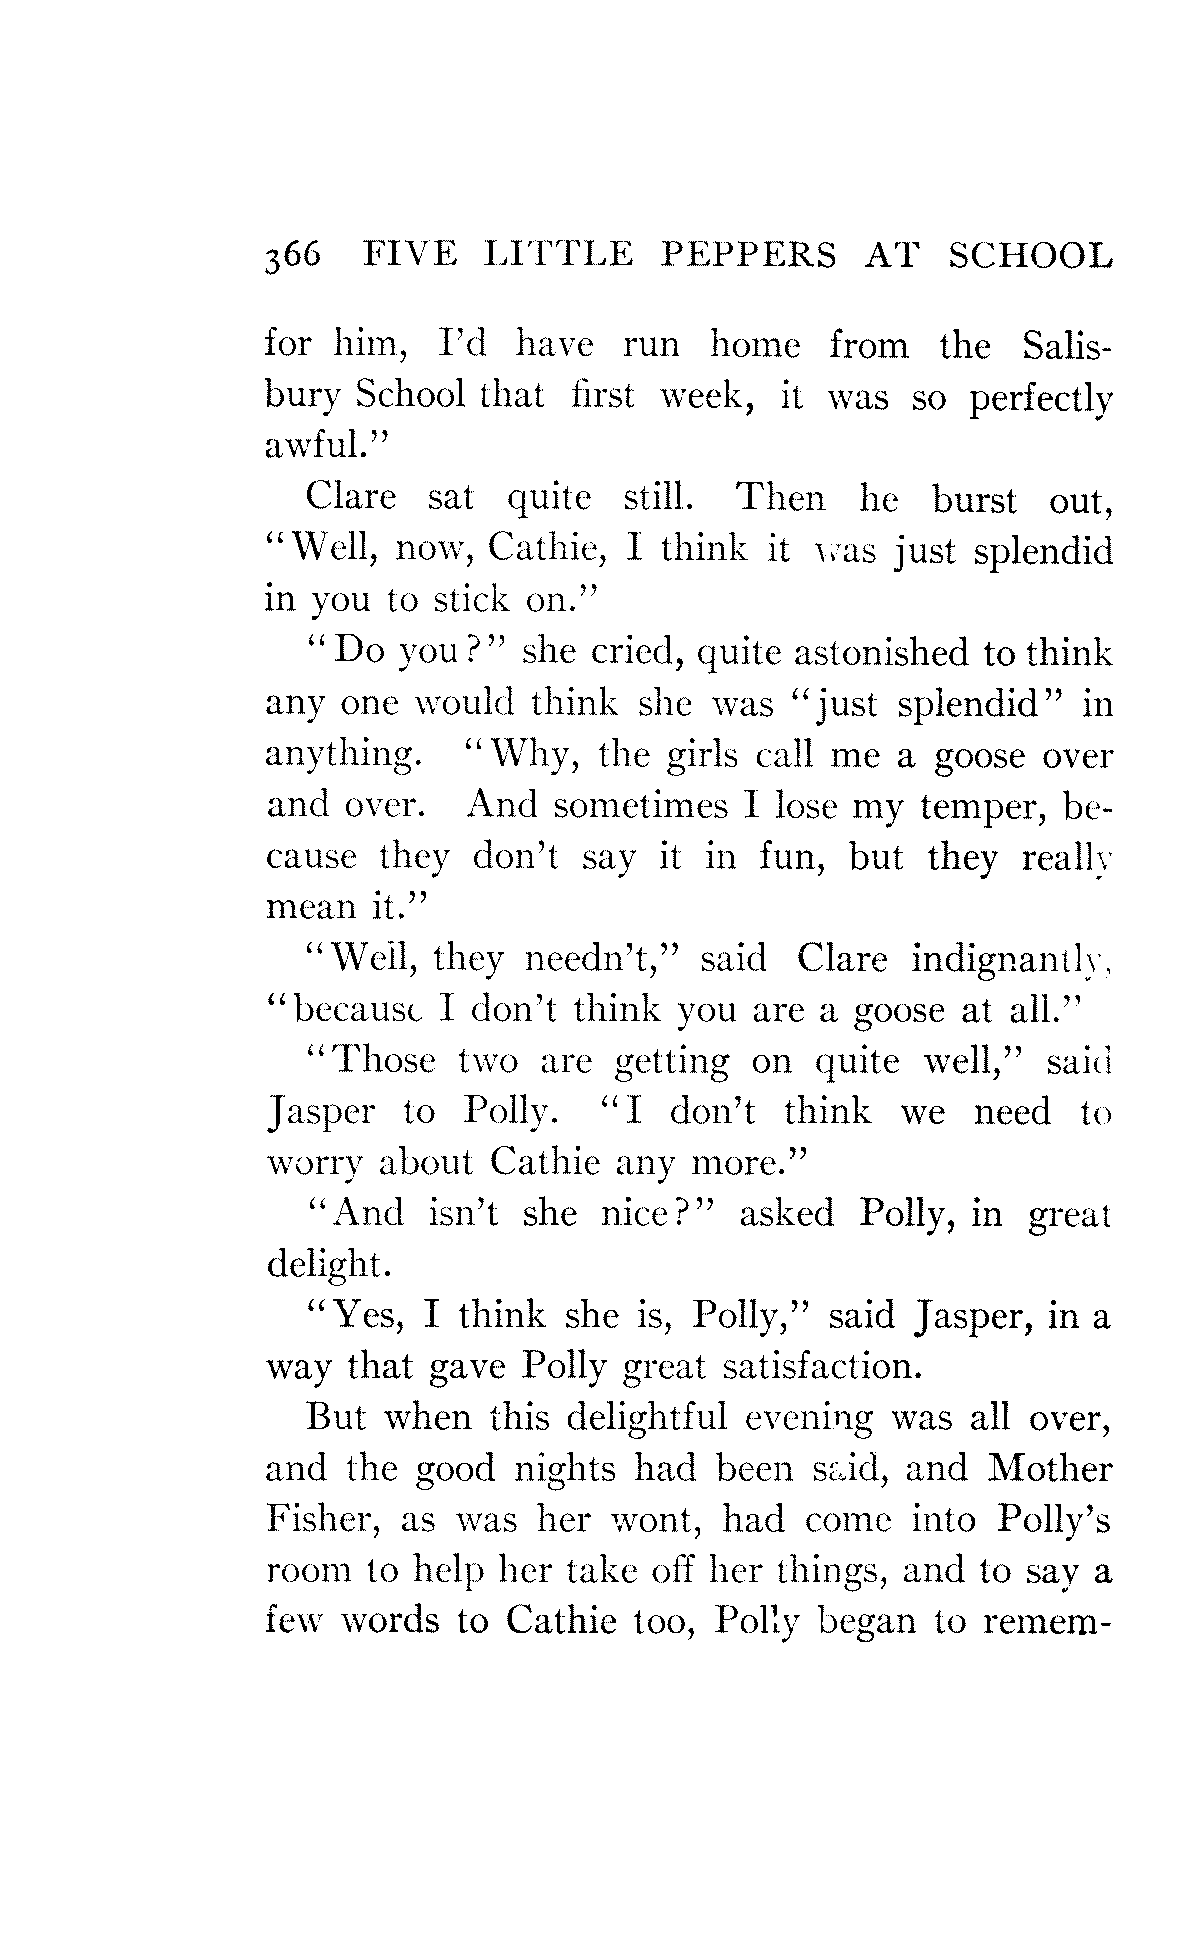 366 FIVE LITTLE PEPPERS AT SCHOOL
for him, I'd have run home from the Salis-
bury School that first week, it was so perfectly
awful."
Clare sat quite still. Then he burst out,
"Well, now, Cathie, I think it was just splendid
in you to stick on."
"Do you?" she cried, quite astonished to think
any one would think she was "just splendid" in
anything. "Why, the girls call me a goose over
and over. And sometimes I lose my temper, be-
cause they don't say it in fun, but they really
mean it."
"Well, they needn't," said Clare indignantly,
"because I don't think you are a goose at all."
"Those two are getting on quite well," said
Jasper to Polly. "I don't think we need to
worry about Cathie any more."
"And isn't she nice?" asked Polly, in great
delight.
"Yes, I think she is, Polly," said Jasper, in a
way that gave Polly great satisfaction.
But when this delightful evening was all over,
and the good nights had been said, and Mother
Fisher, as was her wont, had come into Polly's
room to help her take off her things, and to say a
few words to Cathie too, Polly began to remem-